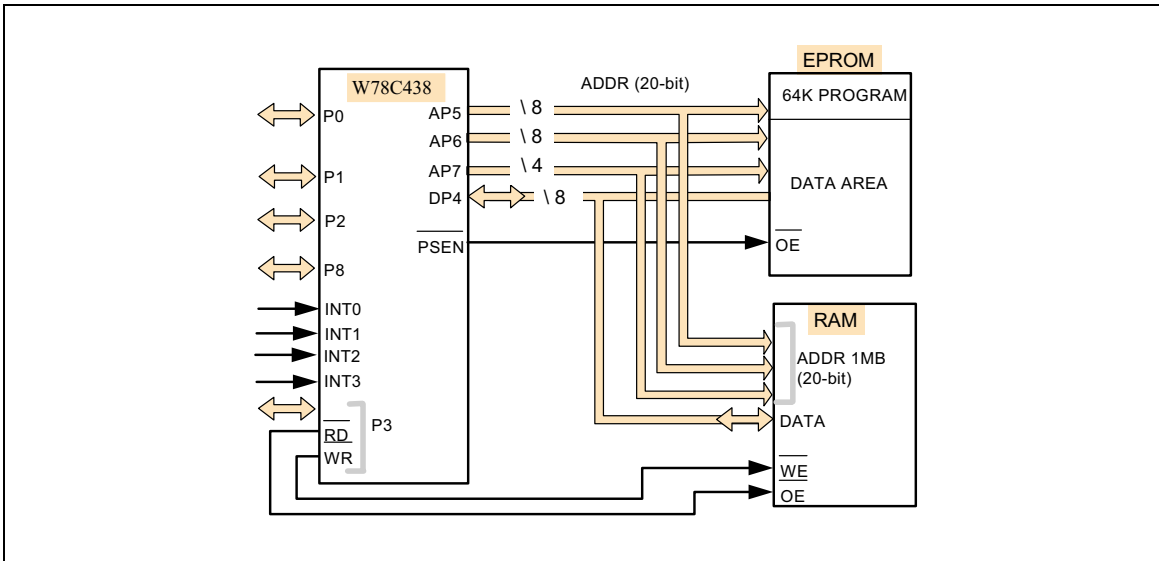 W78C438
P0
P1
P2
P8
INT0
INT1
INT2
INT3
P3
RD
WR
AP5
AP6
AP7
DP4
PSEN
ADDR (20-bit)
\ 8
\ 8
\ 4
\ 8
EPROM
64K PROGRAM
DATA AREA
OE
RAM
ADDR 1MB
(20-bit)
DATA
WE
OE